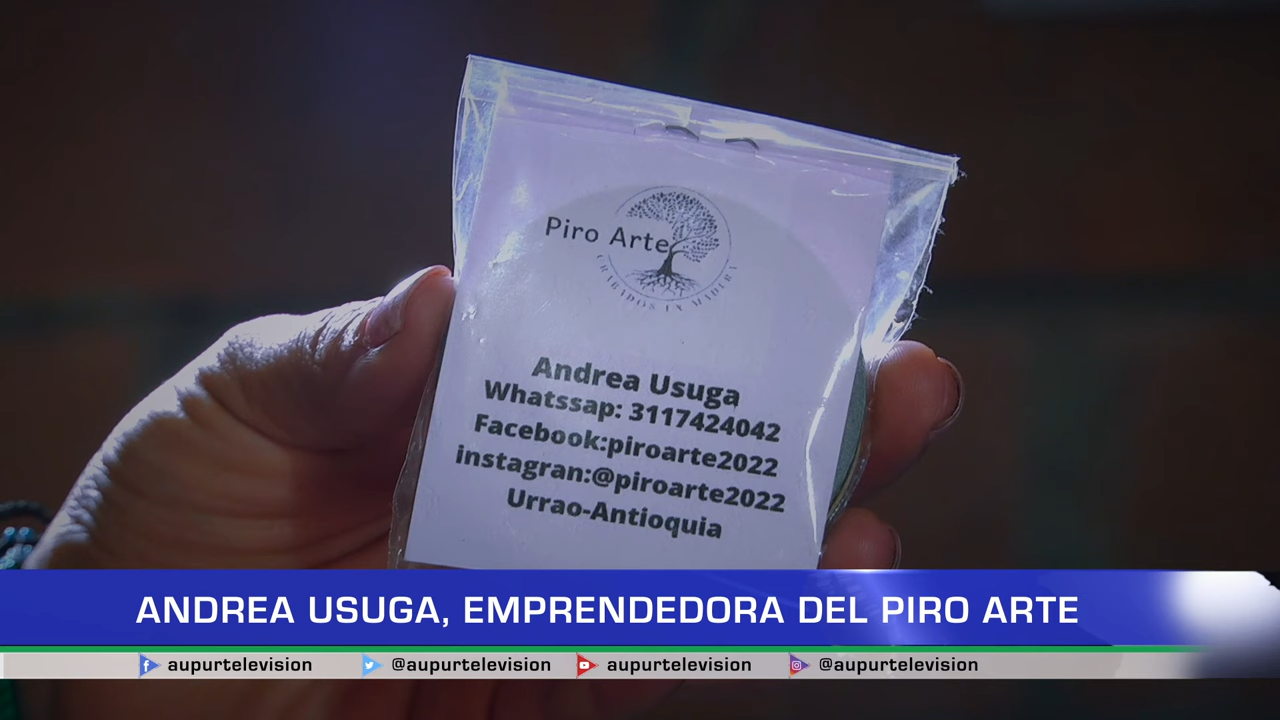 Piro Arte
GRABADOS EN MADERA
Andrea Usuga
Whatssap: 3117424042
Facebook:piroarte2022
instagran:@piroarte2022
Urrao-Antioquia
ANDREA USUGA, EMPRENDEDORA DEL PIRO ARTE
aupurtelevision @aupurtelevision aupurtelevision @aupurtelevision